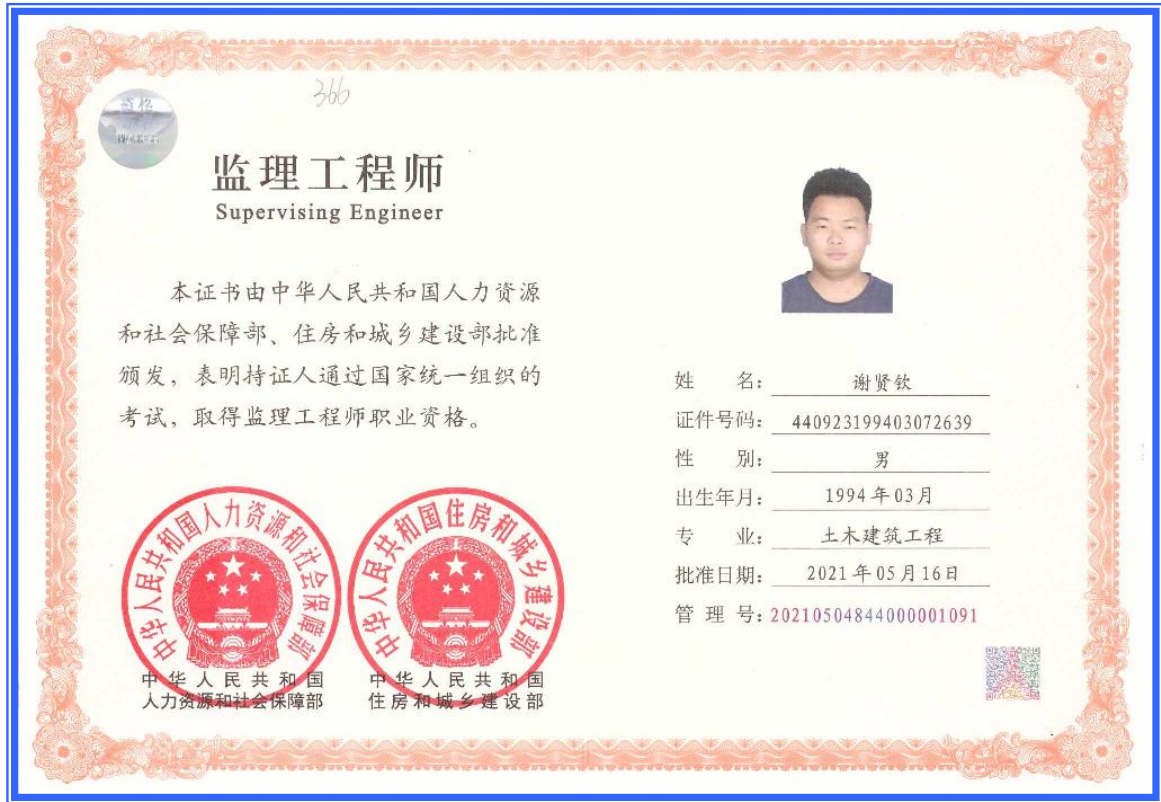 366
监理工程师
Supervising Engineer
本证书由中华人民共和国人力资源
和社会保障部、住房和城乡建设部批准
颁发，表明持证人通过国家统一组织的
考试，取得监理工程师职业资格。
中华人民共和国人力资源和社会保障部
中华人民共和国住房和城乡建设部
中华人民共和国
人力资源和社会保障部
中华人民共和国
住房和城乡建设部
姓 名： 谢贤钦
证件号码： 440923199403072639
性 别： 男
出生年月： 1994年03月
专 业： 土木建筑工程
批准日期： 2021年05月16日
管 理 号：20210504844000001091